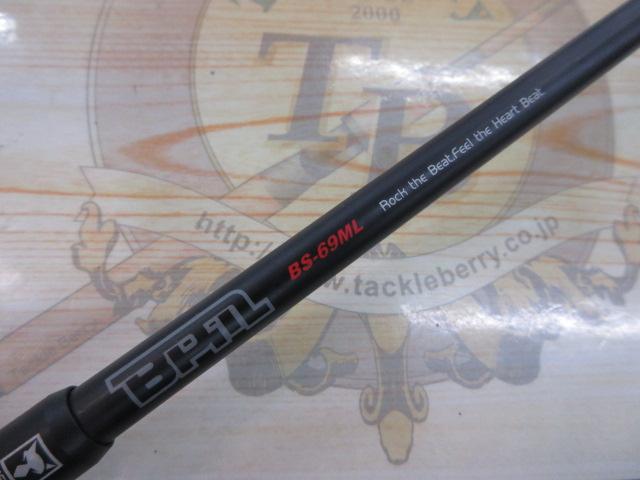 2000
TB
Rock the Beat.Feel the Heart Beat
BS-69ML
http://
www.tackleberry.co.jp